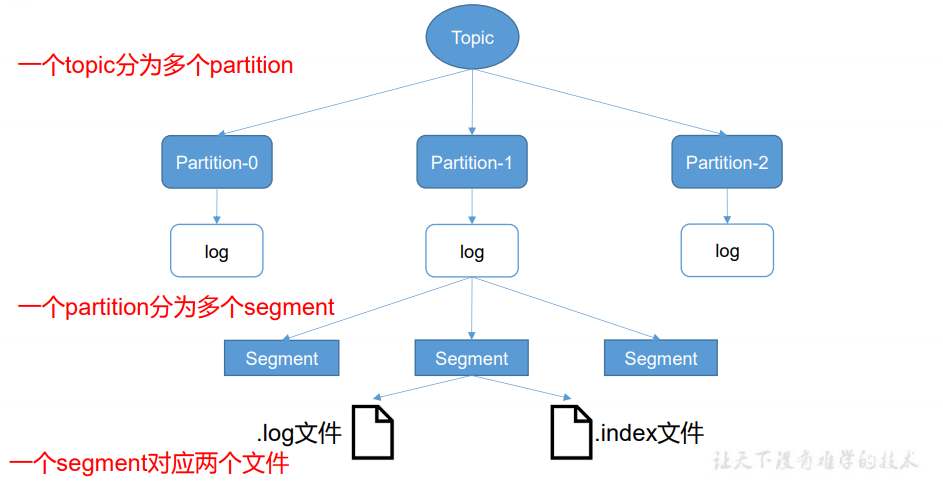 Topic
一个topic分为多个partition
Partition-0
Partition-1
Partition-2
log
log
log
一个partition分为多个segment
Segment
Segment
Segment
.log文件
.index文件
一个segment对应两个文件
让天下没有难学的技术